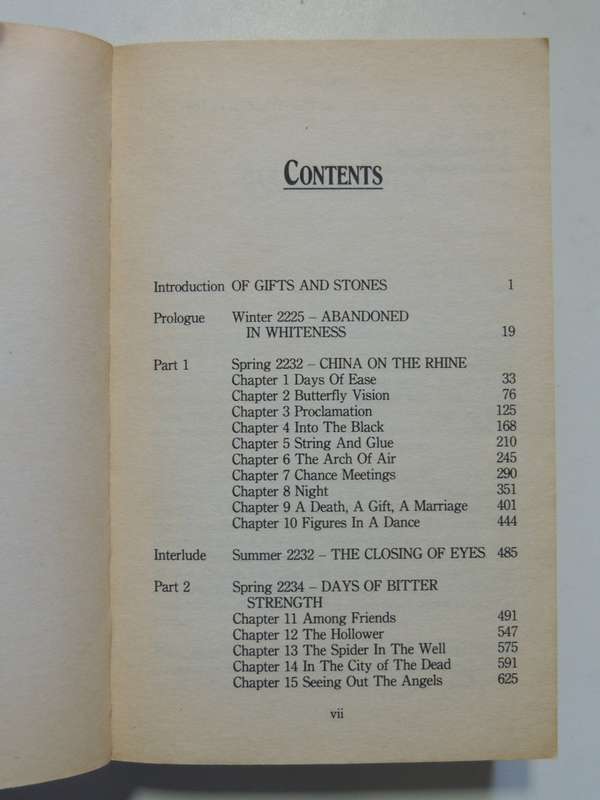 CONTENTS
Introduction OF GIFTS AND STONES 1
Prologue Winter 2225 – ABANDONED
IN WHITENESS 19
Part 1 Spring 2232 – CHINA ON THE RHINE
Chapter 1 Days Of Ease 33
Chapter 2 Butterfly Vision 76
Chapter 3 Proclamation 125
Chapter 4 Into The Black 168
Chapter 5 String And Glue 210
Chapter 6 The Arch Of Air 245
Chapter 7 Chance Meetings 290
Chapter 8 Night 351
Chapter 9 A Death, A Gift, A Marriage 401
Chapter 10 Figures In A Dance 444
Interlude Summer 2232 – THE CLOSING OF EYES 485
Part 2 Spring 2234 – DAYS OF BITTER
STRENGTH
Chapter 11 Among Friends 491
Chapter 12 The Hollower 547
Chapter 13 The Spider In The Well 575
Chapter 14 In The City of The Dead 591
Chapter 15 Seeing Out The Angels 625
vii